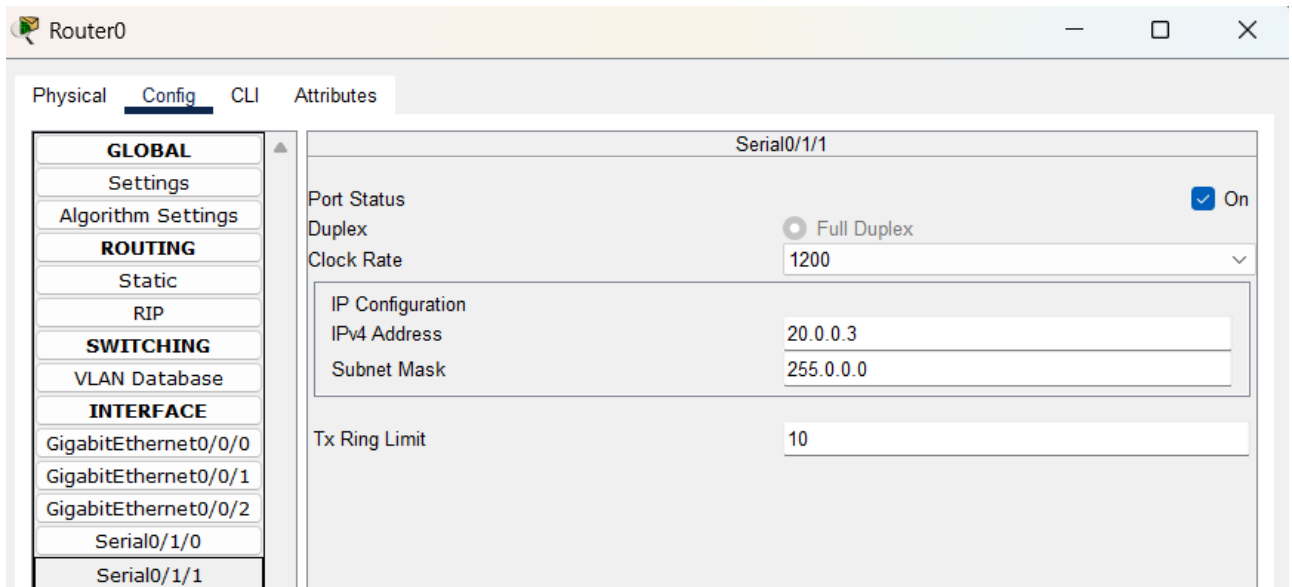 Router0
Physical Config CLI Attributes
GLOBAL
Settings
Algorithm Settings
ROUTING
Static
RIP
SWITCHING
VLAN Database
INTERFACE
GigabitEthernet0/0/0
GigabitEthernet0/0/1
GigabitEthernet0/0/2
Serial0/1/0
Serial0/1/1
Serial0/1/1
Port Status On
Duplex Full Duplex
Clock Rate 1200
IP Configuration
IPv4 Address 20.0.0.3
Subnet Mask 255.0.0.0
Tx Ring Limit 10